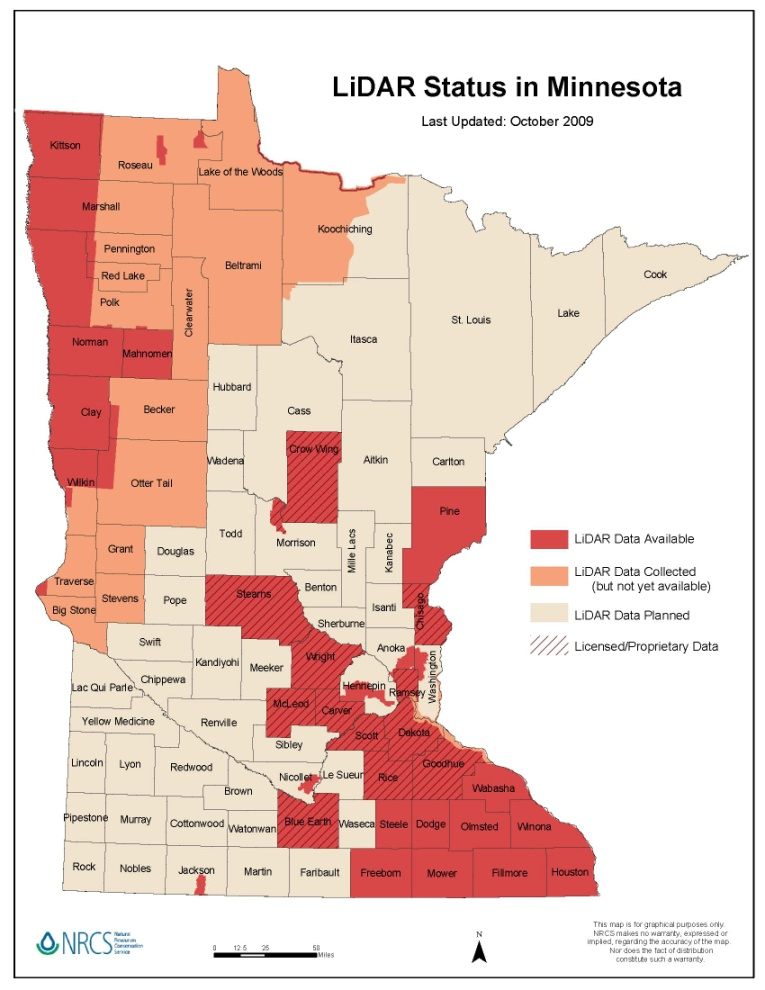 LiDAR Status in Minnesota
Last Updated: October 2009
Kittson
Roseau
Lake of the Woods
Marshall
Koochiching
Pennington
Beltrami
Red Lake
Cook
Polk
Clearwater
Lake
St. Louis
Itasca
Norman
Mahnomen
Hubbard
Cass
Becker
Clay
Crow Wing
Aitkin
Wadena
Carlton
Wilkin
Otter Tail
Pine
Todd
Morrison
Mille Lacs
Kanabec
Grant
Douglas
Traverse
Benton
Stearns
Chisago
Stevens
Pope
Isanti
Big Stone
Sherburne
Swift
Anoka
Wright
Kandiyohi
Meeker
Washington
Chippewa
Lac Qui Parle
Hennepin
Ramsey
McLeod
Carver
Yellow Medicine
Renville
Dakota
Scott
Sibley
Lincoln
Lyon
Redwood
Goodhue
Nicollet
Le Sueur
Rice
Wabasha
Brown
Pipestone
Murray
Cottonwood
Watonwan
Blue Earth
Waseca
Steele
Dodge
Olmsted
Winona
Rock
Nobles
Jackson
Martin
Faribault
Freeborn
Mower
Fillmore
Houston
LiDAR Data Available
LiDAR Data Collected
(but not yet available)
LiDAR Data Planned
Licensed/Proprietary Data
NRCS
Natural
Resources
Conservation
Service
0 12.5 25 50
Miles
N
This map is for graphical purposes only.
NRCS makes no warranty, expressed or
implied, regarding the accuracy of the map.
Nor does the fact of distribution
constitute such a warranty.